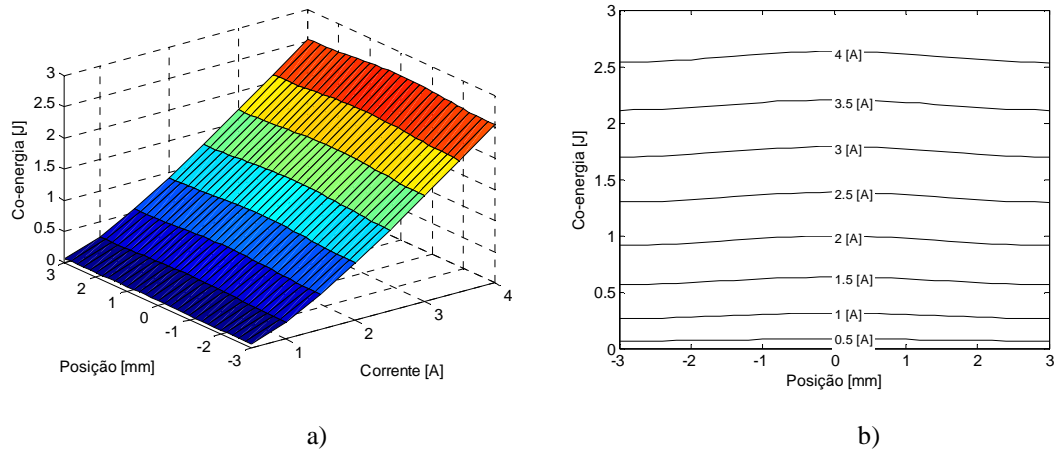 3
2.5
2
1.5
1
0.5
0
Co-energia [J]
3
2
1
0
-1
-2
-3
Posição [mm]
1
2
3
4
Corrente [A]
a)
3
2.5
2
1.5
1
0.5
0
Co-energia [J]
4 [A]
3.5 [A]
3 [A]
2.5 [A]
2 [A]
1.5 [A]
1 [A]
0.5 [A]
-3
-2
-1
0
1
2
3
Posição [mm]
b)